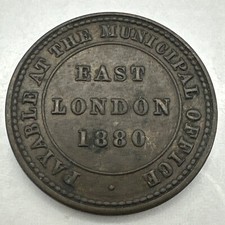 PAYABLE AT THE MUNICIPAL OFFICE
EAST
LONDON
1880